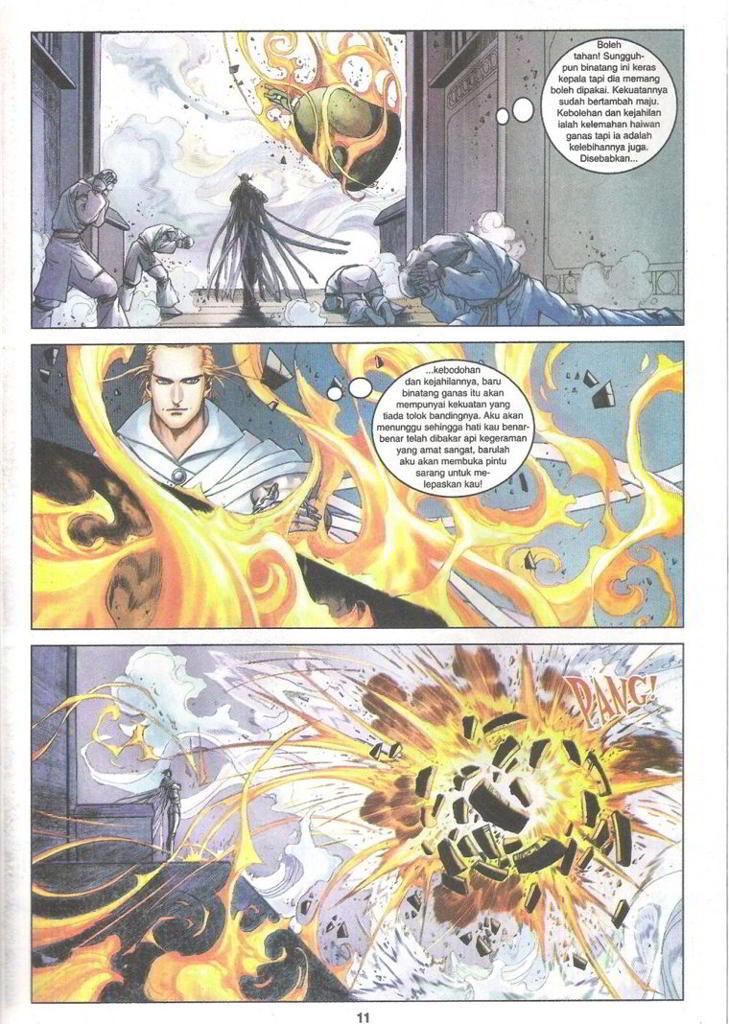 Boleh
tahan! Sungguh-
pun binatang ini keras
kepala tapi dia memang
boleh dipakai. Kekuatannya
sudah bertambah maju.
Kebolehan dan kejahilan
ialah kelemahan haiwan
ganas tapi ia adalah
kelebihannya juga.
Disebabkan...
...kebodohan
dan kejahilannya, baru
binatang ganas itu akan
mempunyai kekuatan yang
tiada tolok bandingnya. Aku akan
menunggu sehingga hati kau benar-
benar telah dibakar api kegeraman
yang amat sangat, barulah
aku akan membuka pintu
sarang untuk me-
lepaskan kau!
PANG!
11